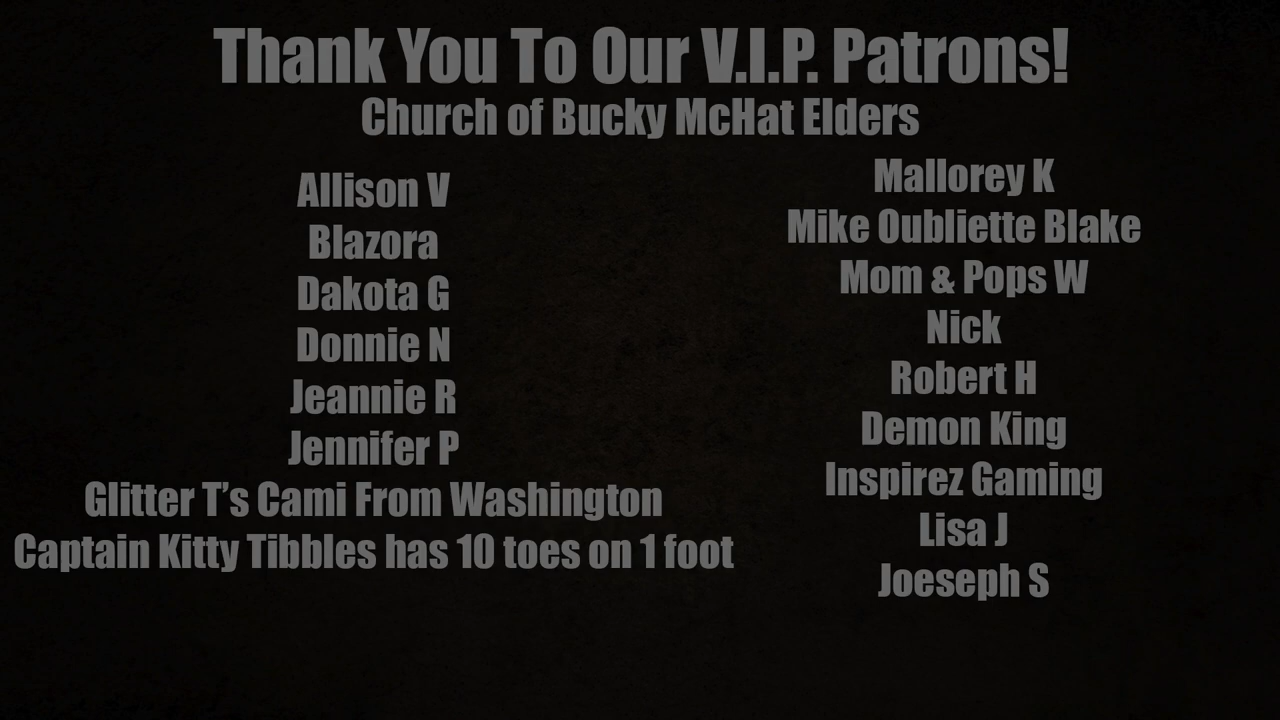 Thank You To Our V.I.P. Patrons!
Church of Bucky McHat Elders
Allison V
Blazora
Dakota G
Donnie N
Jeannie R
Jennifer P
Glitter T’s Cami From Washington
Captain Kitty Tibbles has 10 toes on 1 foot
Mallorey K
Mike Oubliette Blake
Mom & Pops W
Nick
Robert H
Demon King
Inspirez Gaming
Lisa J
Joeseph S